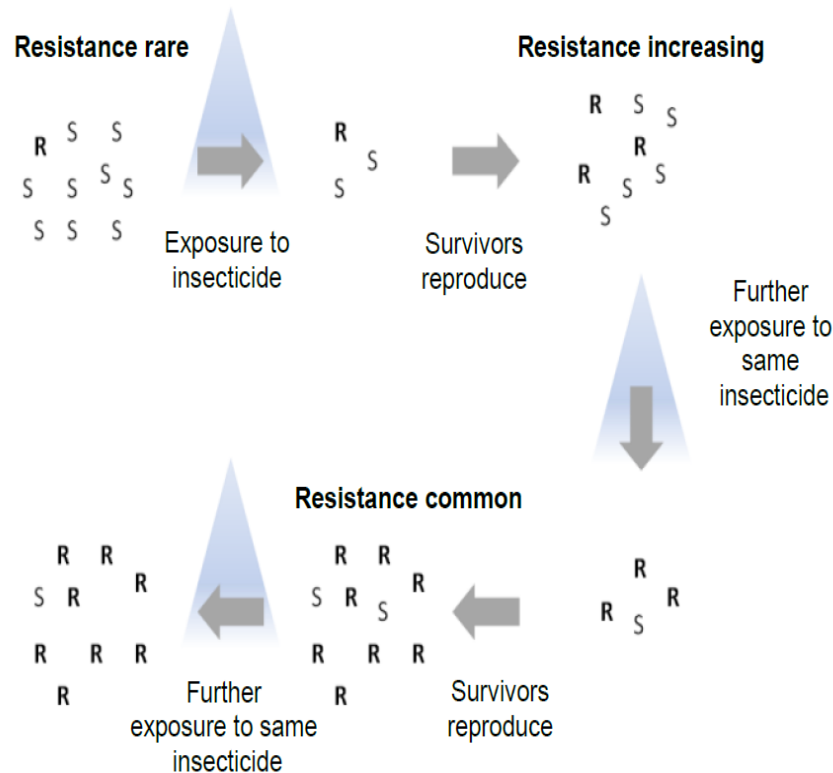 Resistance rare
Resistance increasing
S S
R
S
S S S
S S S
Exposure to
insecticide
R
S
S
Survivors
reproduce
R S
S
R
R S
S
S
Further
exposure to
same
insecticide
R
R R
S
Survivors
reproduce
Resistance common
R R
R
S R
S
R R R
R
Further
exposure to same
insecticide
R R
R
S R
R R R
R